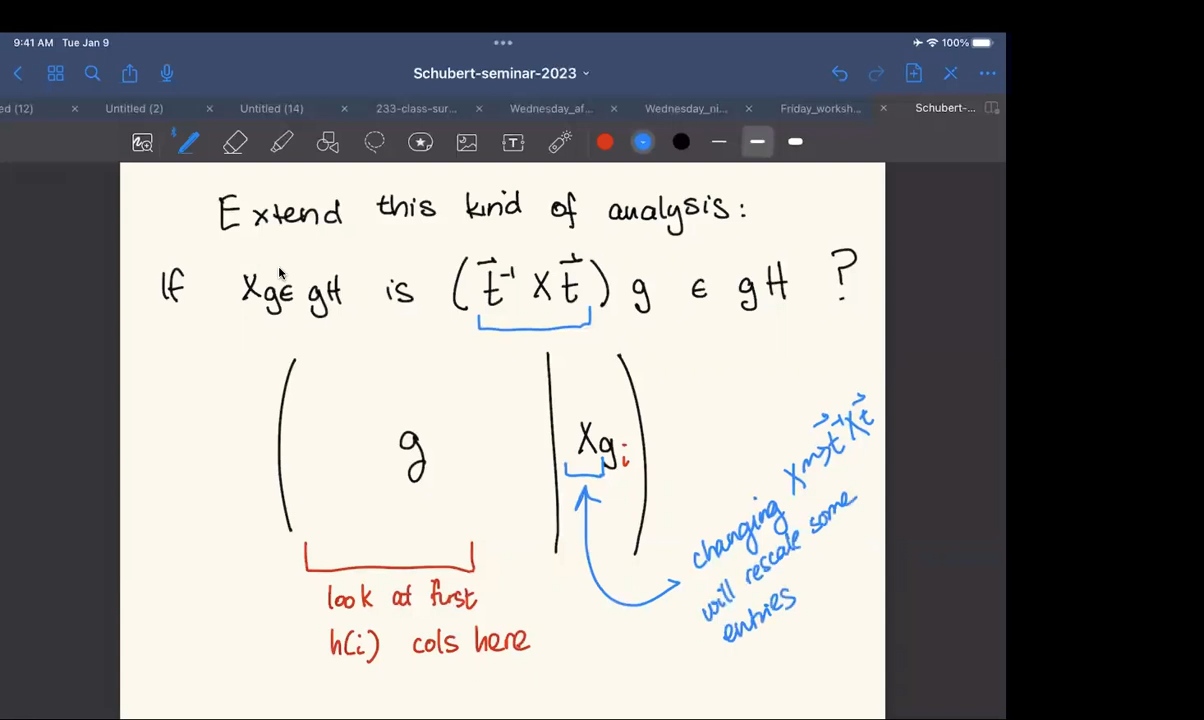 9:41 AM Tue Jan 9
100%
Schubert-seminar-2023
ed (12)
Untitled (2)
Untitled (14)
233-class-sur...
Wednesday_af...
Wednesday_ni...
Friday_worksh...
Schubert-...
Extend this kind of analysis:
If Xg ∈ gH is (t⃗⁻¹ X t⃗) g ∈ gH ?
( g | Xgᵢ )
changing X ⇝ t⃗⁻¹Xt⃗
will rescale some
entries
look at first
h(i) cols here